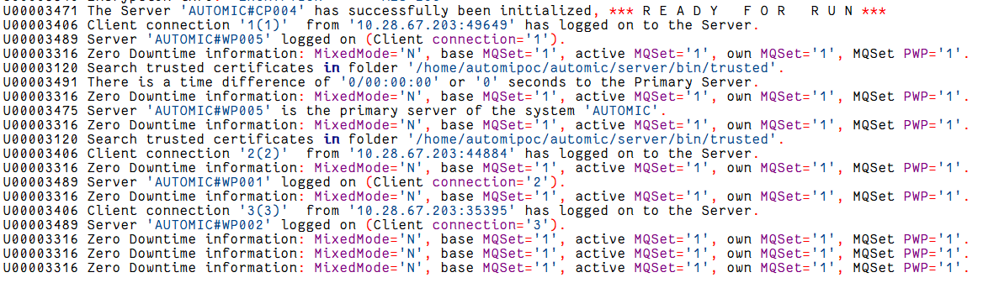 U00003471 The Server 'AUTOMIC#CP004' has successfully been initialized, *** R E A D Y   F O R   R U N ***
U00003406 Client connection '1(1)'  from '10.28.67.203:49649' has logged on to the Server.
U00003489 Server 'AUTOMIC#WP005' logged on (Client connection='1').
U00003316 Zero Downtime information: MixedMode='N', base MQSet='1', active MQSet='1', own MQSet='1', MQSet PWP='1'.
U00003120 Search trusted certificates in folder '/home/automipoc/automic/server/bin/trusted'.
U00003491 There is a time difference of '0/00:00:00' or '0' seconds to the Primary Server.
U00003316 Zero Downtime information: MixedMode='N', base MQSet='1', active MQSet='1', own MQSet='1', MQSet PWP='1'.
U00003475 Server 'AUTOMIC#WP005' is the primary server of the system 'AUTOMIC'.
U00003316 Zero Downtime information: MixedMode='N', base MQSet='1', active MQSet='1', own MQSet='1', MQSet PWP='1'.
U00003120 Search trusted certificates in folder '/home/automipoc/automic/server/bin/trusted'.
U00003406 Client connection '2(2)'  from '10.28.67.203:44884' has logged on to the Server.
U00003316 Zero Downtime information: MixedMode='N', base MQSet='1', active MQSet='1', own MQSet='1', MQSet PWP='1'.
U00003489 Server 'AUTOMIC#WP001' logged on (Client connection='2').
U00003316 Zero Downtime information: MixedMode='N', base MQSet='1', active MQSet='1', own MQSet='1', MQSet PWP='1'.
U00003406 Client connection '3(3)'  from '10.28.67.203:35395' has logged on to the Server.
U00003489 Server 'AUTOMIC#WP002' logged on (Client connection='3').
U00003316 Zero Downtime information: MixedMode='N', base MQSet='1', active MQSet='1', own MQSet='1', MQSet PWP='1'.
U00003316 Zero Downtime information: MixedMode='N', base MQSet='1', active MQSet='1', own MQSet='1', MQSet PWP='1'.
U00003316 Zero Downtime information: MixedMode='N', base MQSet='1', active MQSet='1', own MQSet='1', MQSet PWP='1'.